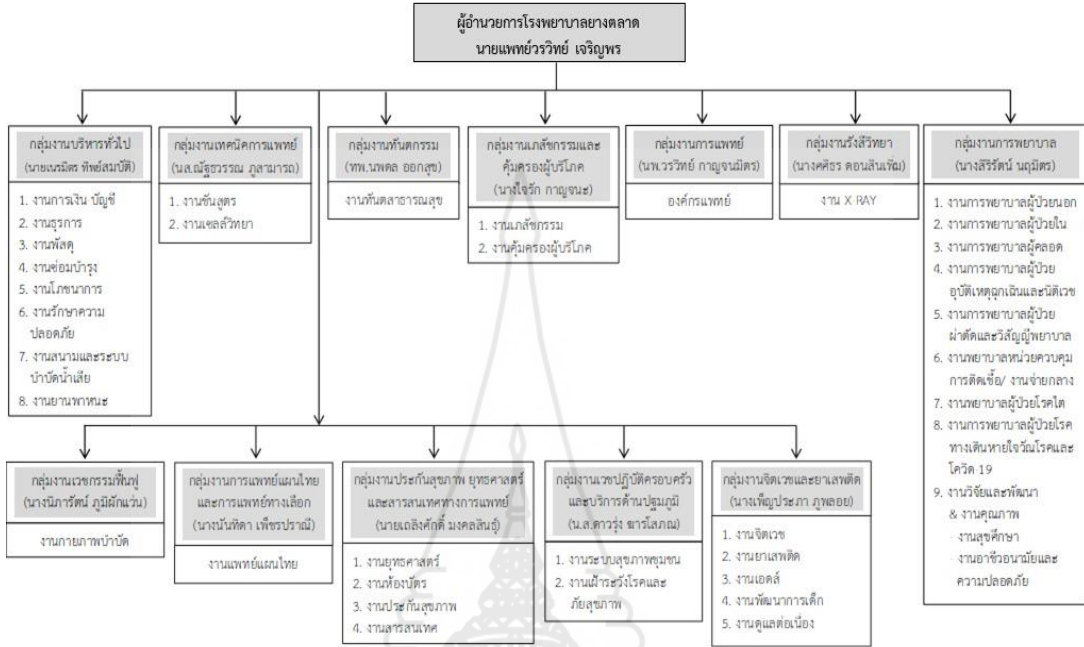 ผู้อำนวยการโรงพยาบาลยางตลาด
นายแพทย์วรวิทย์ เจริญพร
กลุ่มงานบริหารทั่วไป
(นายเนรมิตร ทิพย์สมบัติ)
1. งานการเงิน บัญชี
2. งานธุรการ
3. งานพัสดุ
4. งานซ่อมบำรุง
5. งานโภชนาการ
6. งานรักษาความ
ปลอดภัย
7. งานสนามและระบบ
บำบัดน้ำเสีย
8. งานยานพาหนะ
กลุ่มงานเทคนิคการแพทย์
(น.ส.ณัฐธวรรณ ภูสามารถ)
1. งานชันสูตร
2. งานเซลล์วิทยา
กลุ่มงานทันตกรรม
(ทพ.นพดล ออกสุข)
งานทันตสาธารณสุข
กลุ่มงานเภสัชกรรมและ
คุ้มครองผู้บริโภค
(นางใจรัก กาญจนะ)
1. งานเภสัชกรรม
2. งานคุ้มครองผู้บริโภค
กลุ่มงานการแพทย์
(นพ.วรวิทย์ กาญจนมิตร)
องค์กรแพทย์
กลุ่มงานรังสีวิทยา
(นางศศิธร ดอนสินเพิ่ม)
งาน X RAY
กลุ่มงานการพยาบาล
(นางสิริรัตน์ นฤมิตร)
1. งานการพยาบาลผู้ป่วยนอก
2. งานการพยาบาลผู้ป่วยใน
3. งานการพยาบาลผู้คลอด
4. งานการพยาบาลผู้ป่วย
อุบัติเหตุฉุกเฉินและนิติเวช
5. งานการพยาบาลผู้ป่วย
ผ่าตัดและวิสัญญีพยาบาล
6. งานพยาบาลหน่วยควบคุม
การติดเชื้อ/ งานจ่ายกลาง
7. งานพยาบาลผู้ป่วยโรคไต
8. งานการพยาบาลผู้ป่วยโรค
ทางเดินหายใจวัณโรคและ
โควิด-19
9. งานวิจัยและพัฒนา
& งานคุณภาพ
- งานสุขศึกษา
- งานอาชีวอนามัยและ
ความปลอดภัย
กลุ่มงานเวชกรรมฟื้นฟู
(นางนิภารัตน์ ภูมิผักแว่น)
งานกายภาพบำบัด
กลุ่มงานการแพทย์แผนไทย
และการแพทย์ทางเลือก
(นางนันทิดา เพ็ชรปราณี)
งานแพทย์แผนไทย
กลุ่มงานประกันสุขภาพ ยุทธศาสตร์
และสารสนเทศทางการแพทย์
(นายเถลิงศักดิ์ มงคลสินธุ์)
1. งานยุทธศาสตร์
2. งานห้องบัตร
3. งานประกันสุขภาพ
4. งานสารสนเทศ
กลุ่มงานเวชปฏิบัติครอบครัว
และบริการด้านปฐมภูมิ
(น.ส.ดาวรุ่ง ฆารโสภณ)
1. งานระบบสุขภาพชุมชน
2. งานเฝ้าระวังโรคและ
ภัยสุขภาพ
กลุ่มงานจิตเวชและยาเสพติด
(นางเพ็ญประภา ภูพลอย)
1. งานจิตเวช
2. งานยาเสพติด
3. งานเอดส์
4. งานพัฒนาการเด็ก
5. งานดูแลต่อเนื่อง